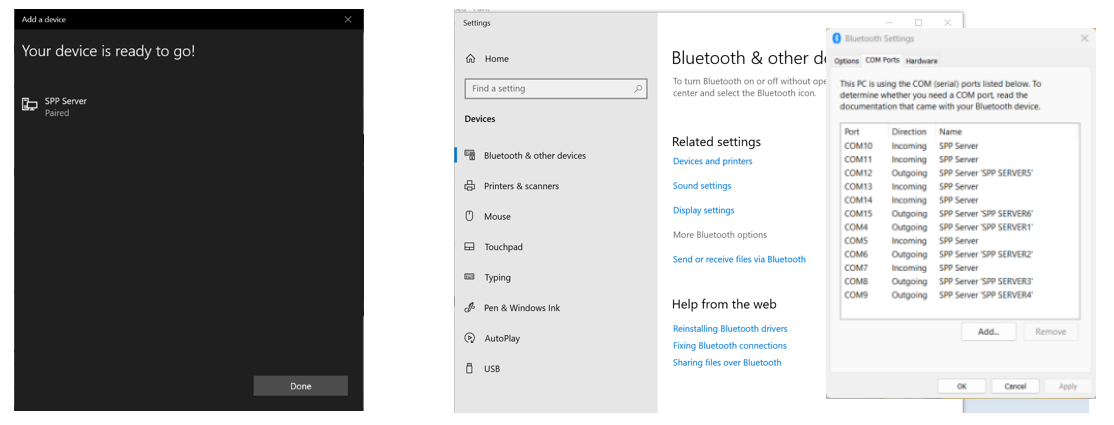 Add a device
Your device is ready to go!
SPP Server
Paired
Done
Settings
Home
Find a setting
Devices
Bluetooth & other devices
Printers & scanners
Mouse
Touchpad
Typing
Pen & Windows Ink
AutoPlay
USB
Bluetooth & other de
To turn Bluetooth on or off without ope
center and select the Bluetooth icon.
Related settings
Devices and printers
Sound settings
Display settings
More Bluetooth options
Send or receive files via Bluetooth
Help from the web
Reinstalling Bluetooth drivers
Fixing Bluetooth connections
Sharing files over Bluetooth
Bluetooth Settings
Options COM Ports Hardware
This PC is using the COM (serial) ports listed below. To
determine whether you need a COM port, read the
documentation that came with your Bluetooth device.
Port Direction Name
COM10 Incoming SPP Server
COM11 Incoming SPP Server
COM12 Outgoing SPP Server 'SPP SERVER5'
COM13 Incoming SPP Server
COM14 Incoming SPP Server
COM15 Outgoing SPP Server 'SPP SERVER6'
COM4 Outgoing SPP Server 'SPP SERVER1'
COM5 Incoming SPP Server
COM6 Outgoing SPP Server 'SPP SERVER2'
COM7 Incoming SPP Server
COM8 Outgoing SPP Server 'SPP SERVER3'
COM9 Outgoing SPP Server 'SPP SERVER4'
Add... Remove
OK Cancel Apply